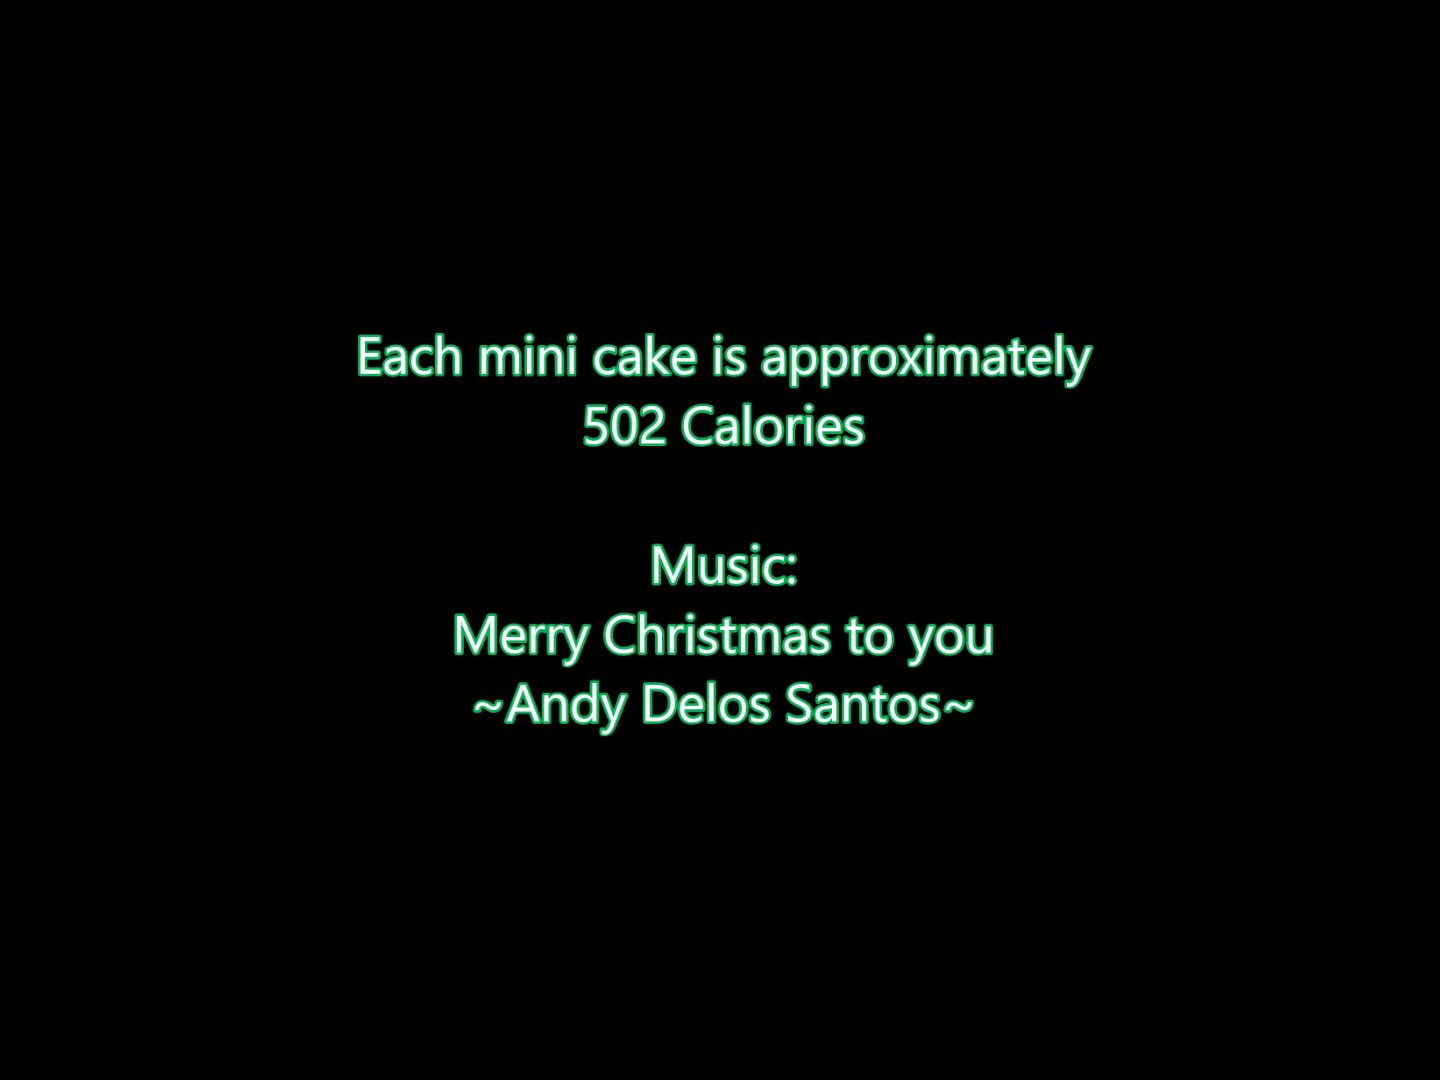 Each mini cake is approximately
502 Calories
Music:
Merry Christmas to you
~Andy Delos Santos~